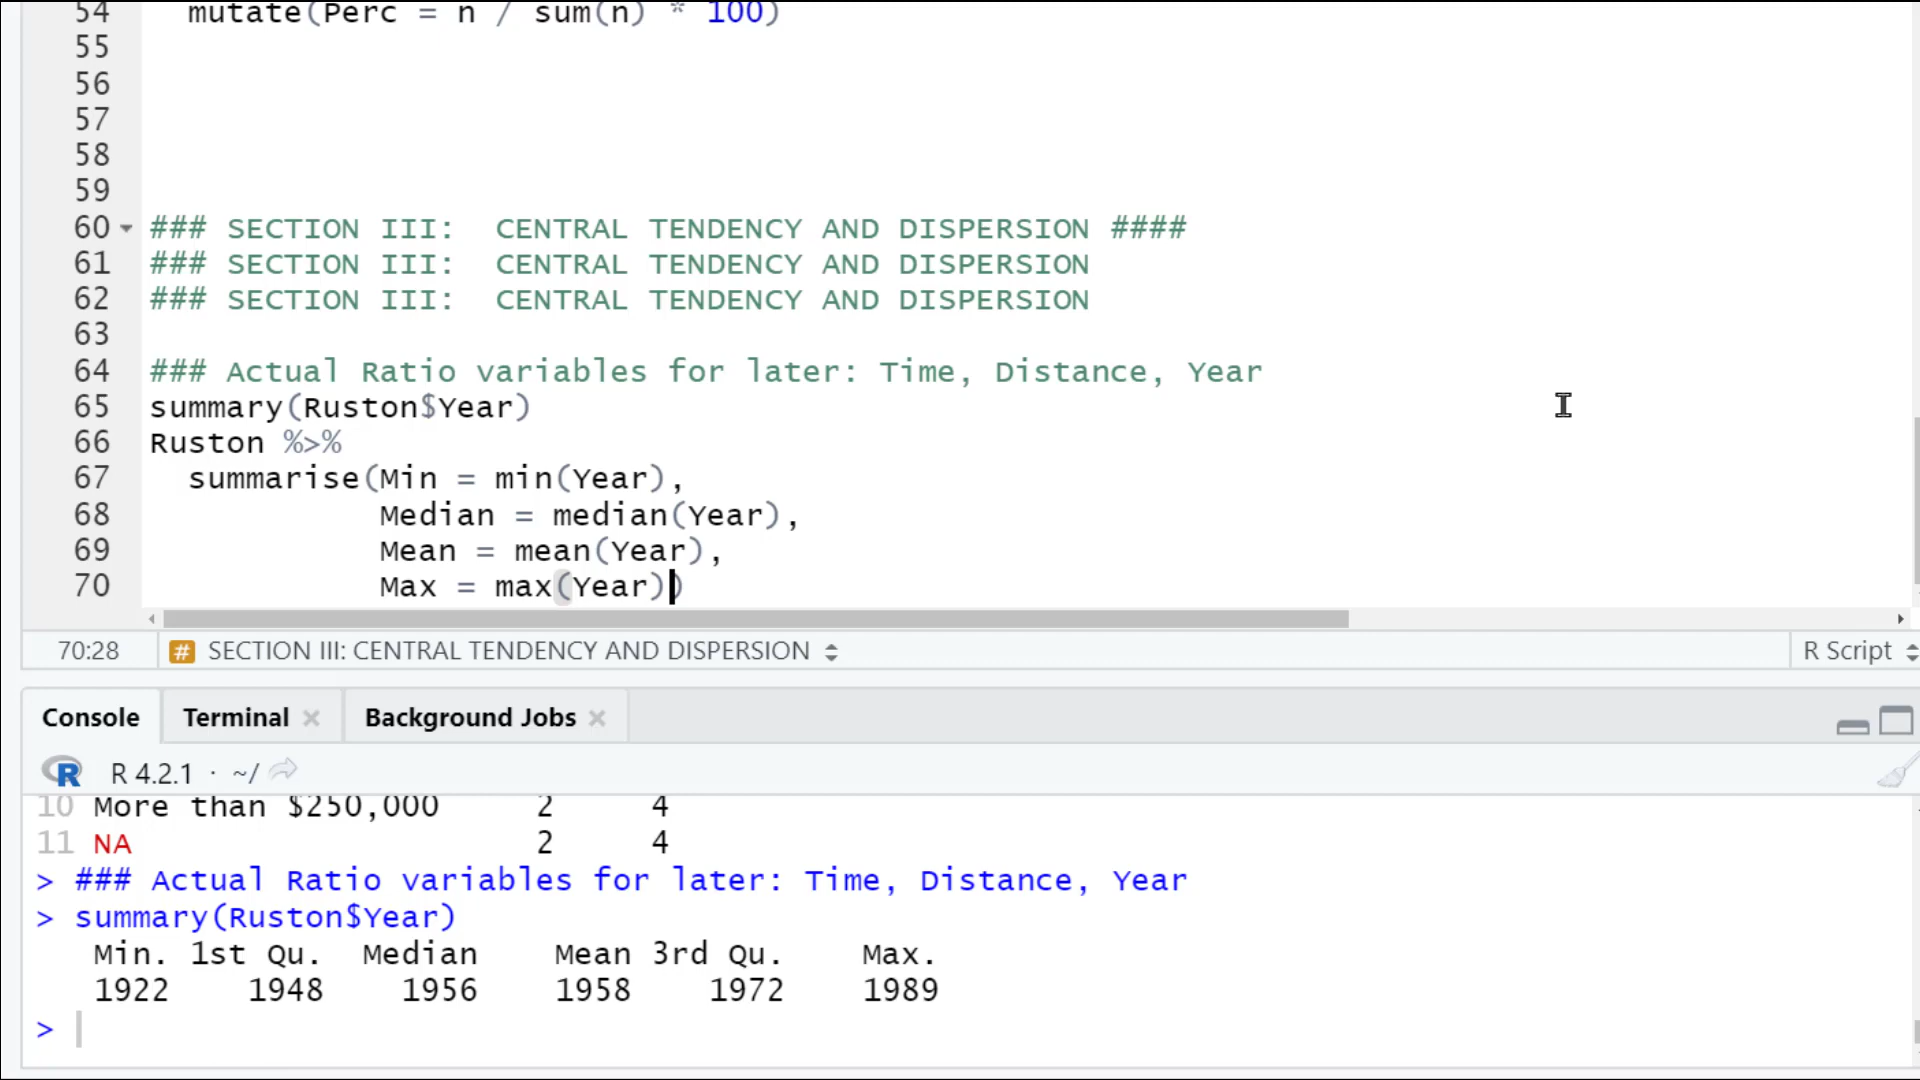 54 mutate(Perc = n / sum(n) * 100)
55
56
57
58
59
60 ### SECTION III:  CENTRAL TENDENCY AND DISPERSION ####
61 ### SECTION III:  CENTRAL TENDENCY AND DISPERSION
62 ### SECTION III:  CENTRAL TENDENCY AND DISPERSION
63
64 ### Actual Ratio variables for later: Time, Distance, Year
65 summary(Ruston$Year)
66 Ruston %>%
67 summarise(Min = min(Year),
68 Median = median(Year),
69 Mean = mean(Year),
70 Max = max(Year))
70:28 # SECTION III: CENTRAL TENDENCY AND DISPERSION R Script
Console Terminal Background Jobs
R R 4.2.1 · ~/
10 More than $250,000 2 4
11 NA 2 4
> ### Actual Ratio variables for later: Time, Distance, Year
> summary(Ruston$Year)
Min. 1st Qu. Median Mean 3rd Qu. Max.
1922 1948 1956 1958 1972 1989
>